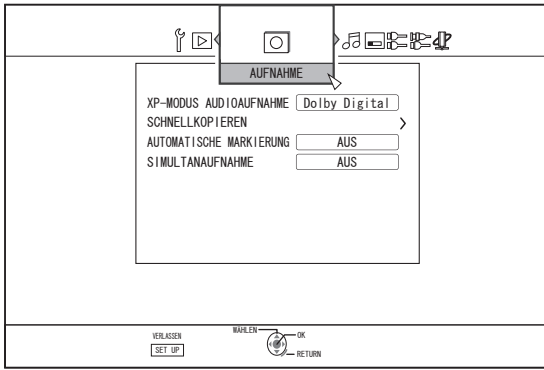 AUFNAHME
XP-MODUS AUDIOAUFNAHME Dolby Digital
SCHNELLKOPIEREN
AUTOMATISCHE MARKIERUNG AUS
SIMULTANAUFNAHME AUS
VERLASSEN
SET UP
WÄHLEN
OK
RETURN